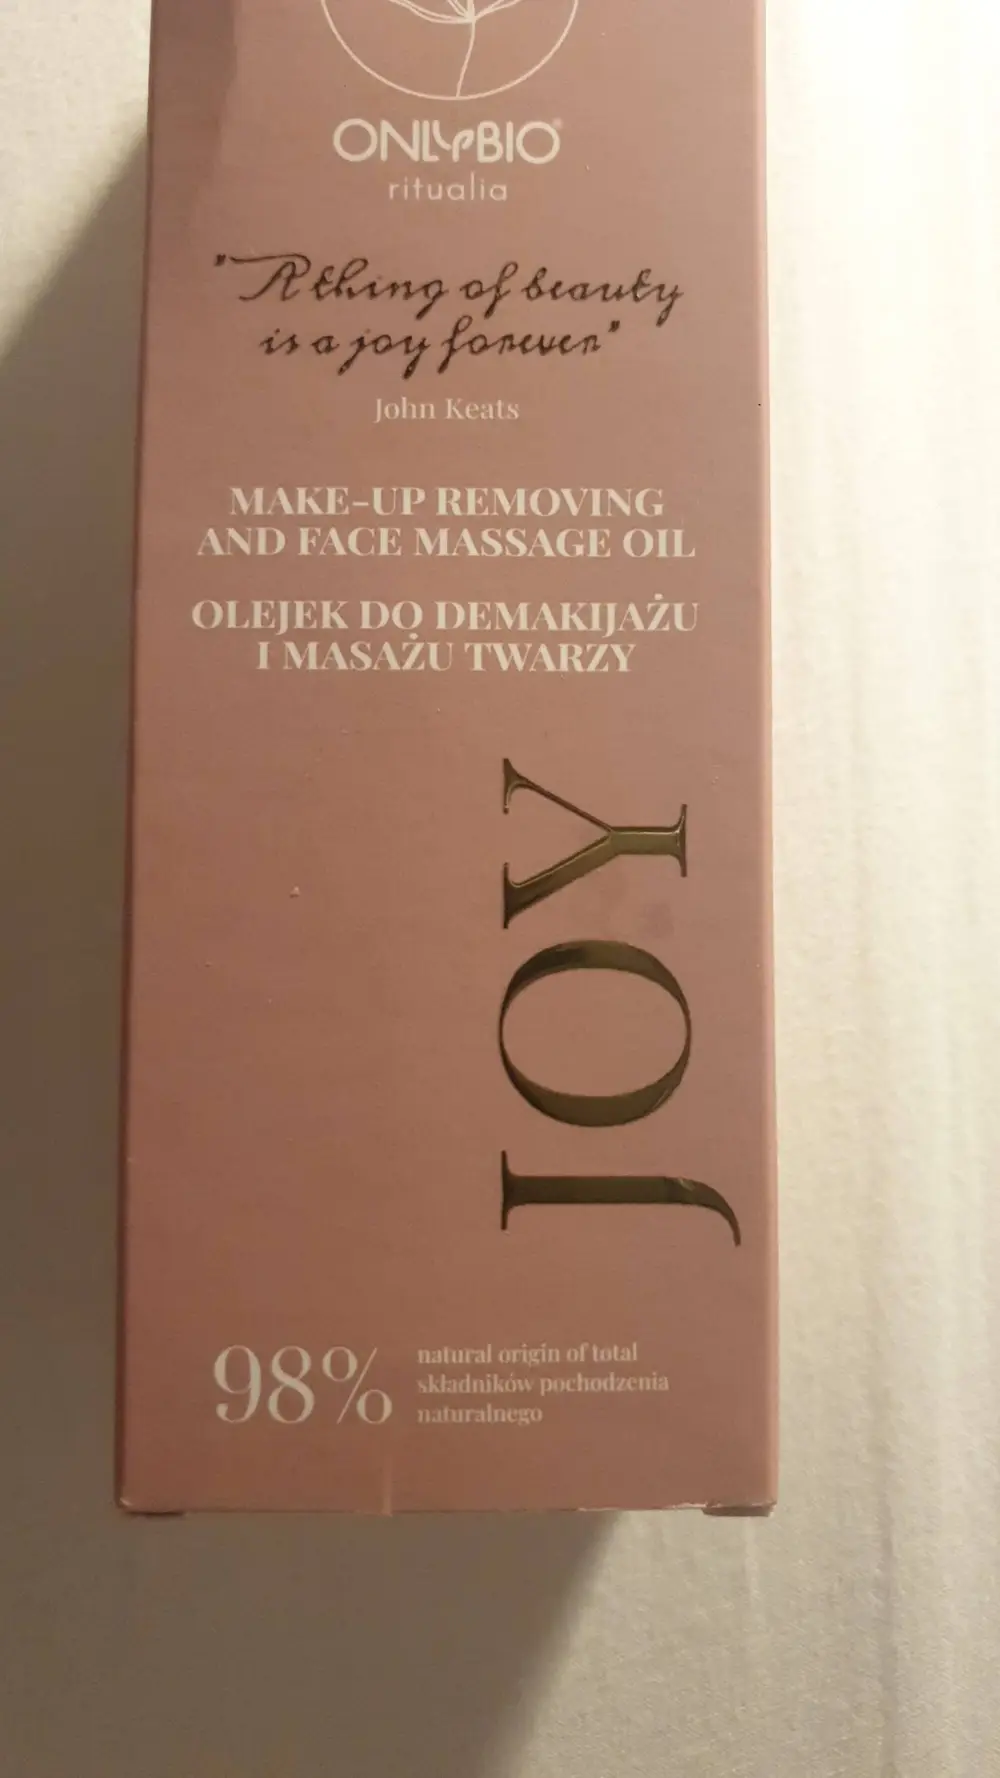 ONLYBIO®
ritualia
"A thing of beauty
is a joy forever"
John Keats
MAKE-UP REMOVING
AND FACE MASSAGE OIL
OLEJEK DO DEMAKIJAŻU
I MASAŻU TWARZY
JOY
98%
natural origin of total
składników pochodzenia
naturalnego